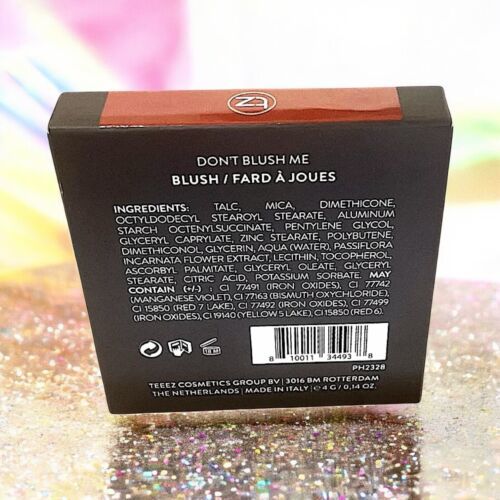 TZ
DON'T BLUSH ME
BLUSH / FARD À JOUES
INGREDIENTS: TALC, MICA, DIMETHICONE,
OCTYLDODECYL STEAROYL STEARATE, ALUMINUM
STARCH OCTENYLSUCCINATE, PENTYLENE GLYCOL,
GLYCERYL CAPRYLATE, ZINC STEARATE, POLYBUTENE,
DIMETHICONOL, GLYCERIN, AQUA (WATER), PASSIFLORA
INCARNATA FLOWER EXTRACT, LECITHIN, TOCOPHEROL,
ASCORBYL PALMITATE, GLYCERYL OLEATE, GLYCERYL
STEARATE, CITRIC ACID, POTASSIUM SORBATE. MAY
CONTAIN (+/-) : CI 77491 (IRON OXIDES), CI 77742
(MANGANESE VIOLET), CI 77163 (BISMUTH OXYCHLORIDE),
CI 15850 (RED 7 LAKE), CI 77492 (IRON OXIDES), CI 77499
(IRON OXIDES), CI 19140 (YELLOW 5 LAKE), CI 15850 (RED 6).
18 M
8 10011 34493 8
PH2328
TEEEZ COSMETICS GROUP BV | 3016 BM ROTTERDAM
THE NETHERLANDS | MADE IN ITALY | ℮ 4 G / 0,14 OZ.